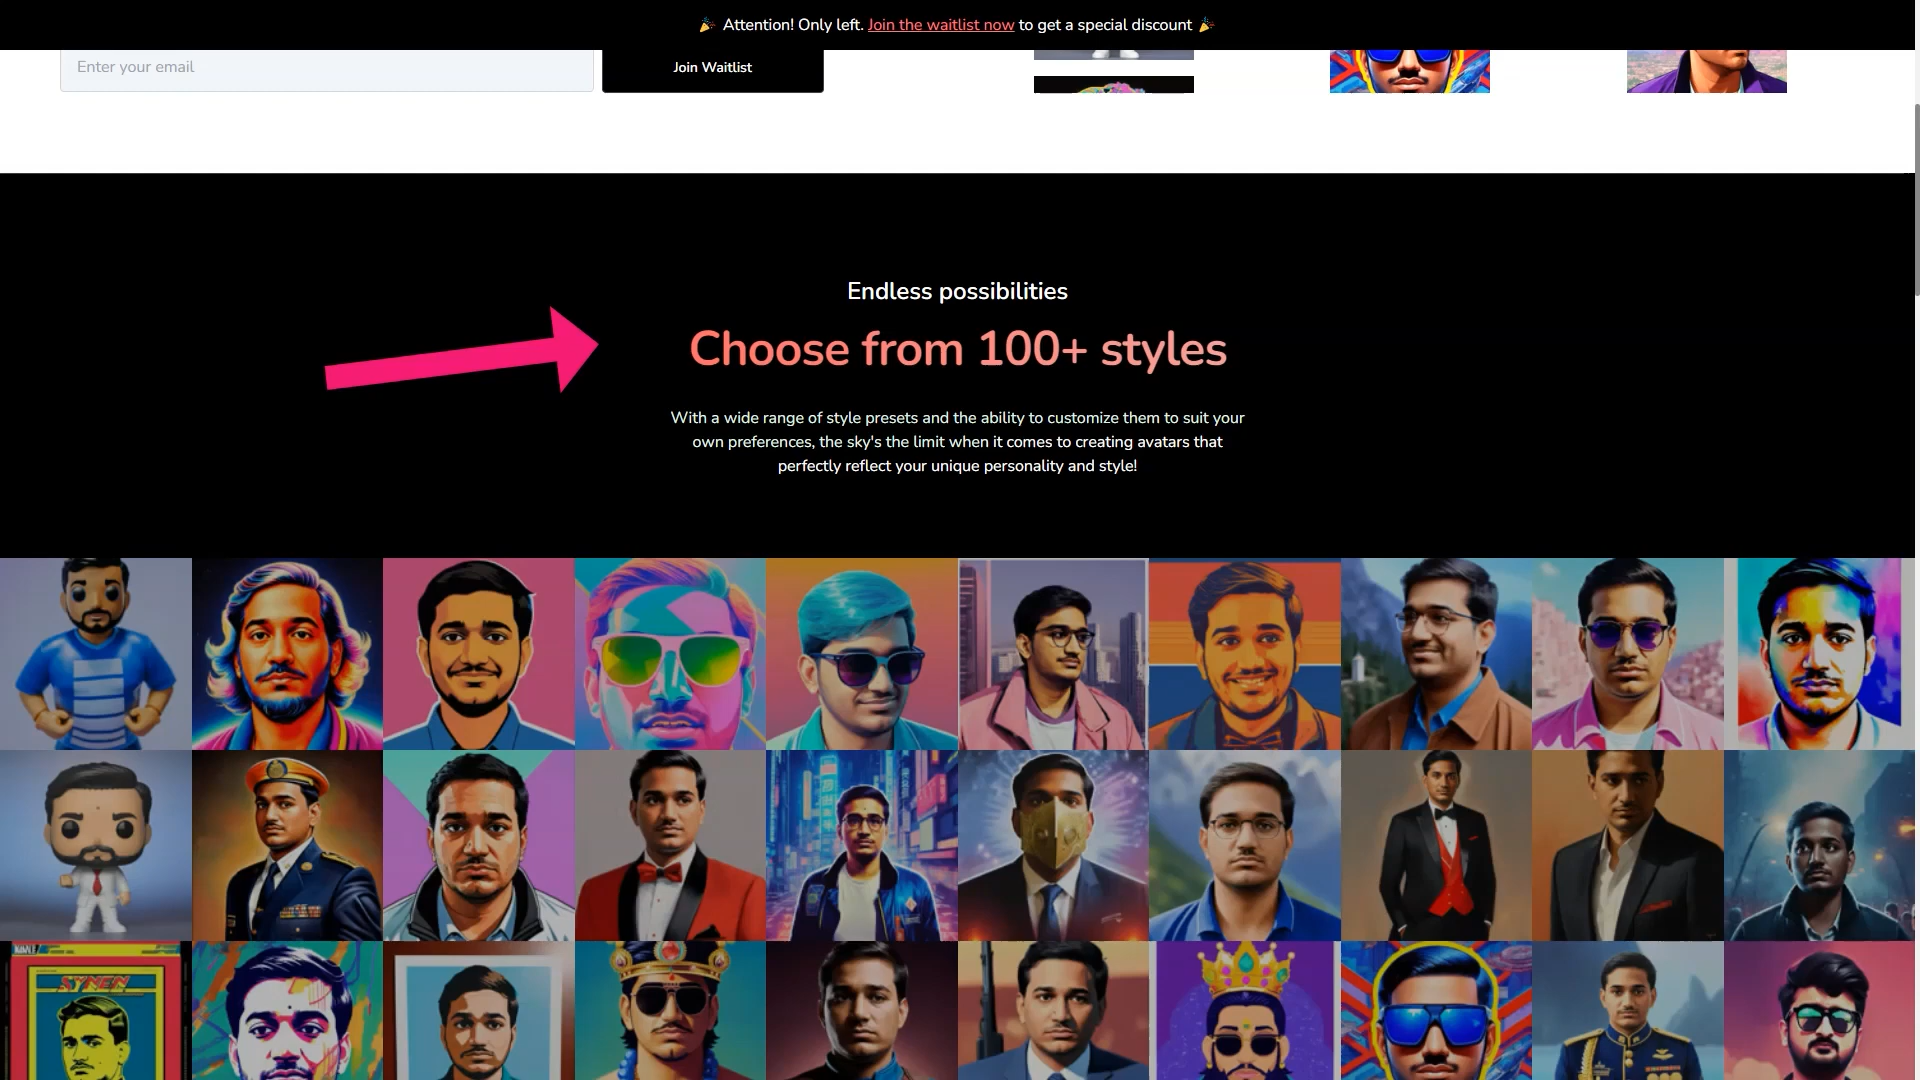 🎉 Attention! Only left. Join the waitlist now to get a special discount 🎉
Enter your email
Join Waitlist
Endless possibilities
Choose from 100+ styles
With a wide range of style presets and the ability to customize them to suit your
own preferences, the sky's the limit when it comes to creating avatars that
perfectly reflect your unique personality and style!